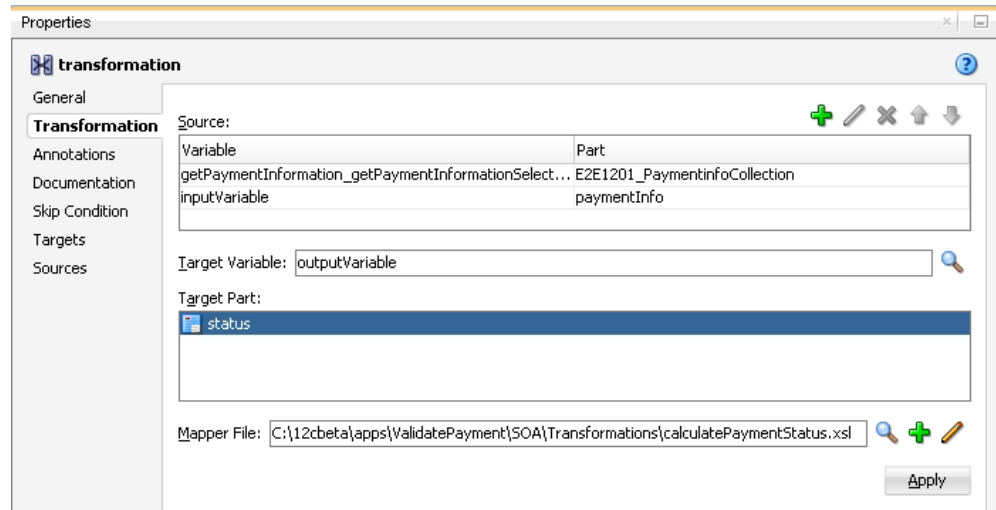 Properties
transformation
General
Transformation
Annotations
Documentation
Skip Condition
Targets
Sources
Source:
Variable Part
getPaymentInformation_getPaymentInformationSelect... E2E1201_PaymentinfoCollection
inputVariable paymentInfo
Target Variable: outputVariable
Target Part:
status
Mapper File: C:\12cbeta\apps\ValidatePayment\SOA\Transformations\calculatePaymentStatus.xsl
Apply